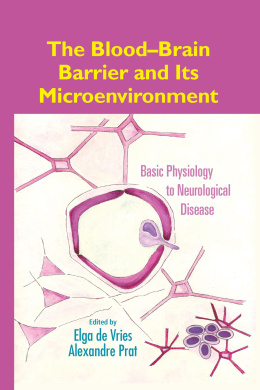 The Blood–Brain
Barrier and Its
Microenvironment
Basic Physiology
to Neurological
Disease
Edited by
Elga de Vries
Alexandre Prat